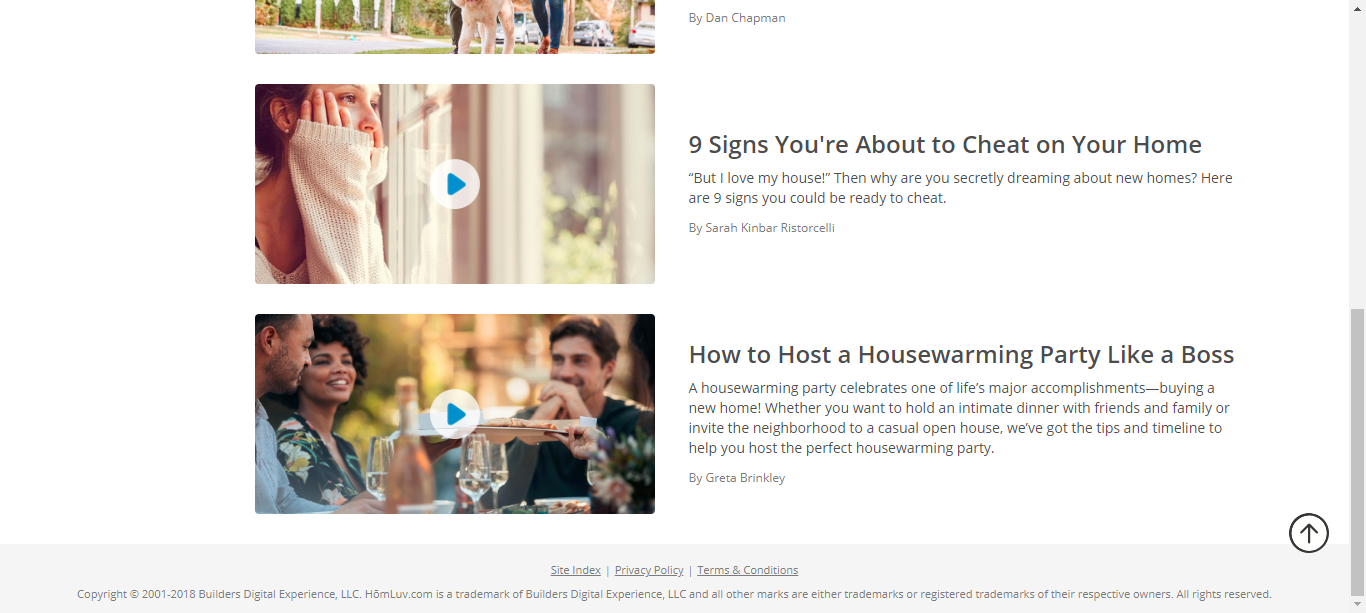 By Dan Chapman
9 Signs You're About to Cheat on Your Home
“But I love my house!” Then why are you secretly dreaming about new homes? Here
are 9 signs you could be ready to cheat.
By Sarah Kinbar Ristorcelli
How to Host a Housewarming Party Like a Boss
A housewarming party celebrates one of life’s major accomplishments—buying a
new home! Whether you want to hold an intimate dinner with friends and family or
invite the neighborhood to a casual open house, we’ve got the tips and timeline to
help you host the perfect housewarming party.
By Greta Brinkley
Site Index | Privacy Policy | Terms & Conditions
Copyright © 2001-2018 Builders Digital Experience, LLC. HōmLuv.com is a trademark of Builders Digital Experience, LLC and all other marks are either trademarks or registered trademarks of their respective owners. All rights reserved.